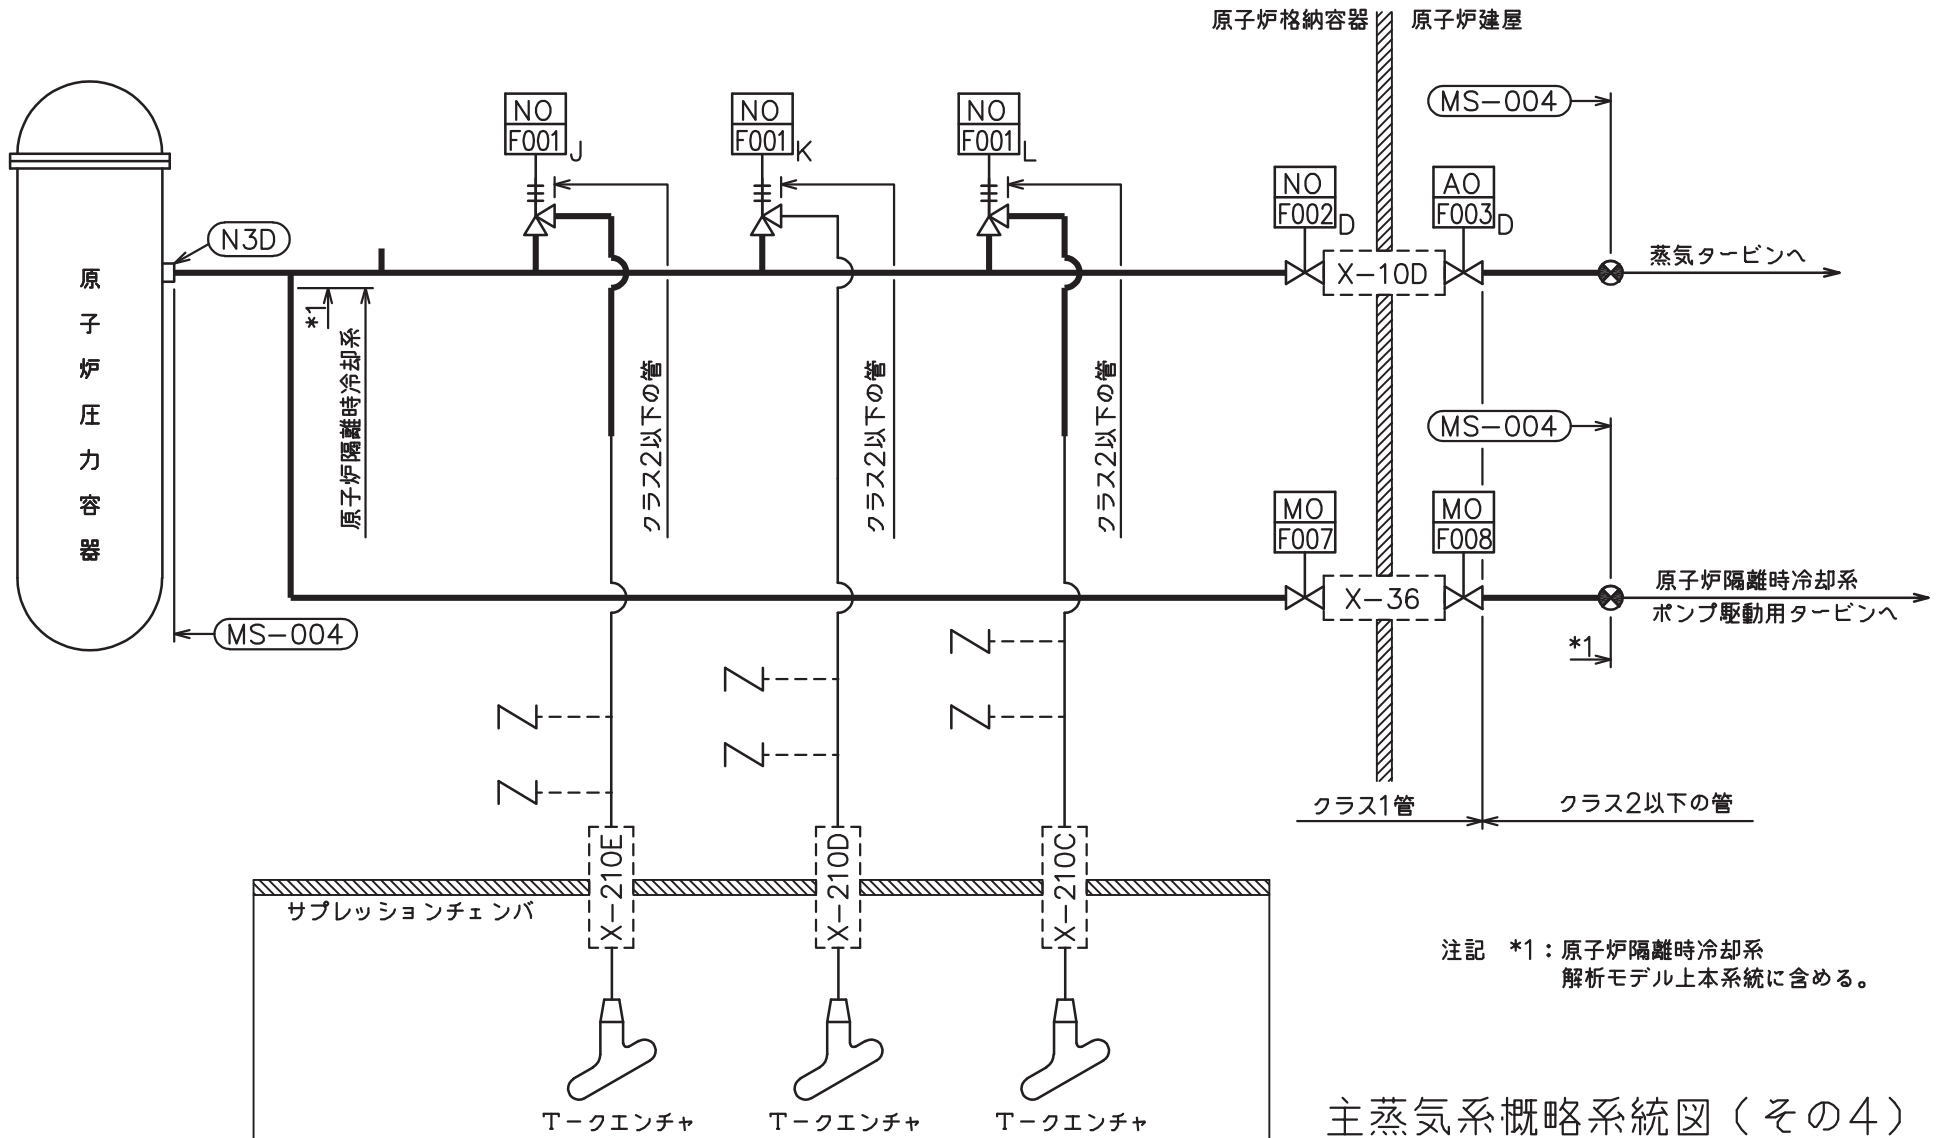 原子炉格納容器
原子炉建屋
MS-004
NO
F001
J
NO
F001
K
NO
F001
L
NO
F002
D
AO
F003
D
N3D
X-10D
蒸気タービンへ
原子炉圧力容器
*1
原子炉隔離時冷却系
クラス2以下の管
クラス2以下の管
クラス2以下の管
MS-004
MO
F007
MO
F008
X-36
原子炉隔離時冷却系
ポンプ駆動用タービンへ
MS-004
*1
クラス1管
クラス2以下の管
X-210E
X-210D
X-210C
サプレッションチェンバ
注記 *1:原子炉隔離時冷却系
解析モデル上本系統に含める。
Tークエンチャ
Tークエンチャ
Tークエンチャ
主蒸気系概略系統図(その4)